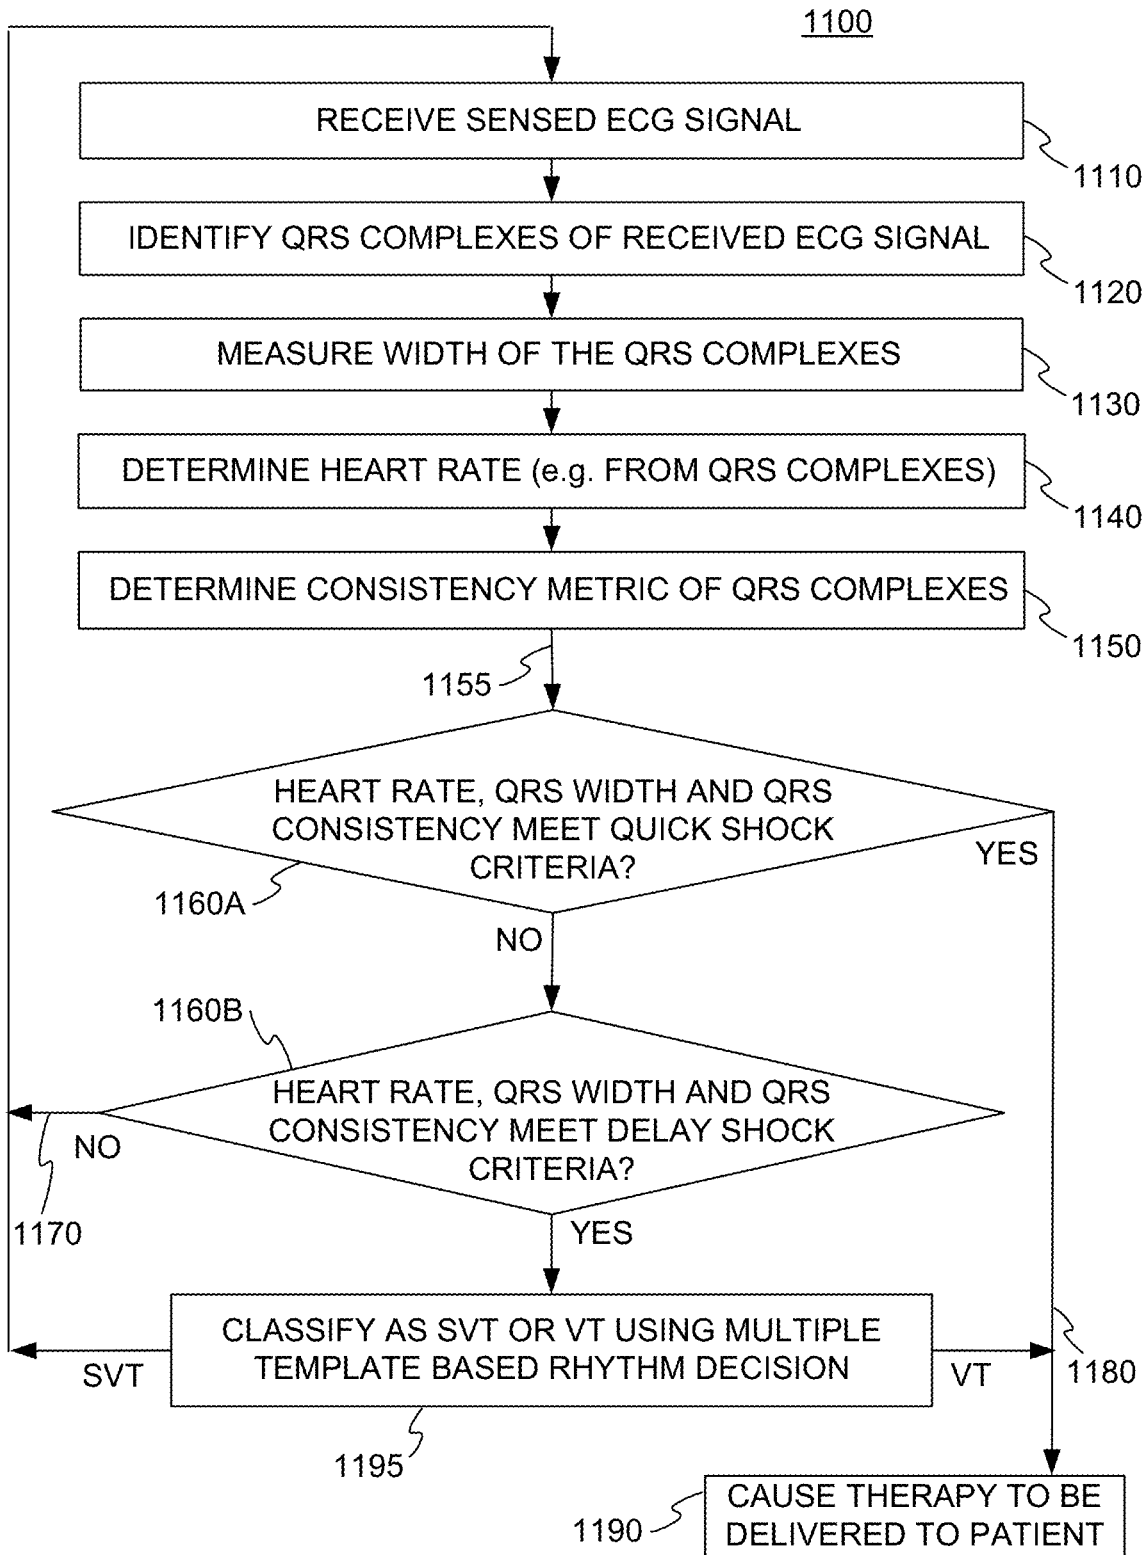 1100
RECEIVE SENSED ECG SIGNAL
1110
IDENTIFY QRS COMPLEXES OF RECEIVED ECG SIGNAL
1120
MEASURE WIDTH OF THE QRS COMPLEXES
1130
DETERMINE HEART RATE (e.g. FROM QRS COMPLEXES)
1140
DETERMINE CONSISTENCY METRIC OF QRS COMPLEXES
1150
1155
HEART RATE, QRS WIDTH AND QRS
CONSISTENCY MEET QUICK SHOCK
CRITERIA?
YES
1160A
NO
1160B
HEART RATE, QRS WIDTH AND QRS
CONSISTENCY MEET DELAY SHOCK
CRITERIA?
NO
1170
YES
CLASSIFY AS SVT OR VT USING MULTIPLE
TEMPLATE BASED RHYTHM DECISION
SVT
VT
1180
1195
CAUSE THERAPY TO BE
DELIVERED TO PATIENT
1190